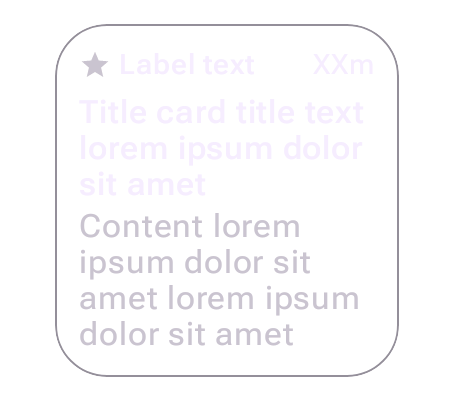 Label text XXm
Title card title text
lorem ipsum dolor
sit amet
Content lorem
ipsum dolor sit
amet lorem ipsum
dolor sit amet